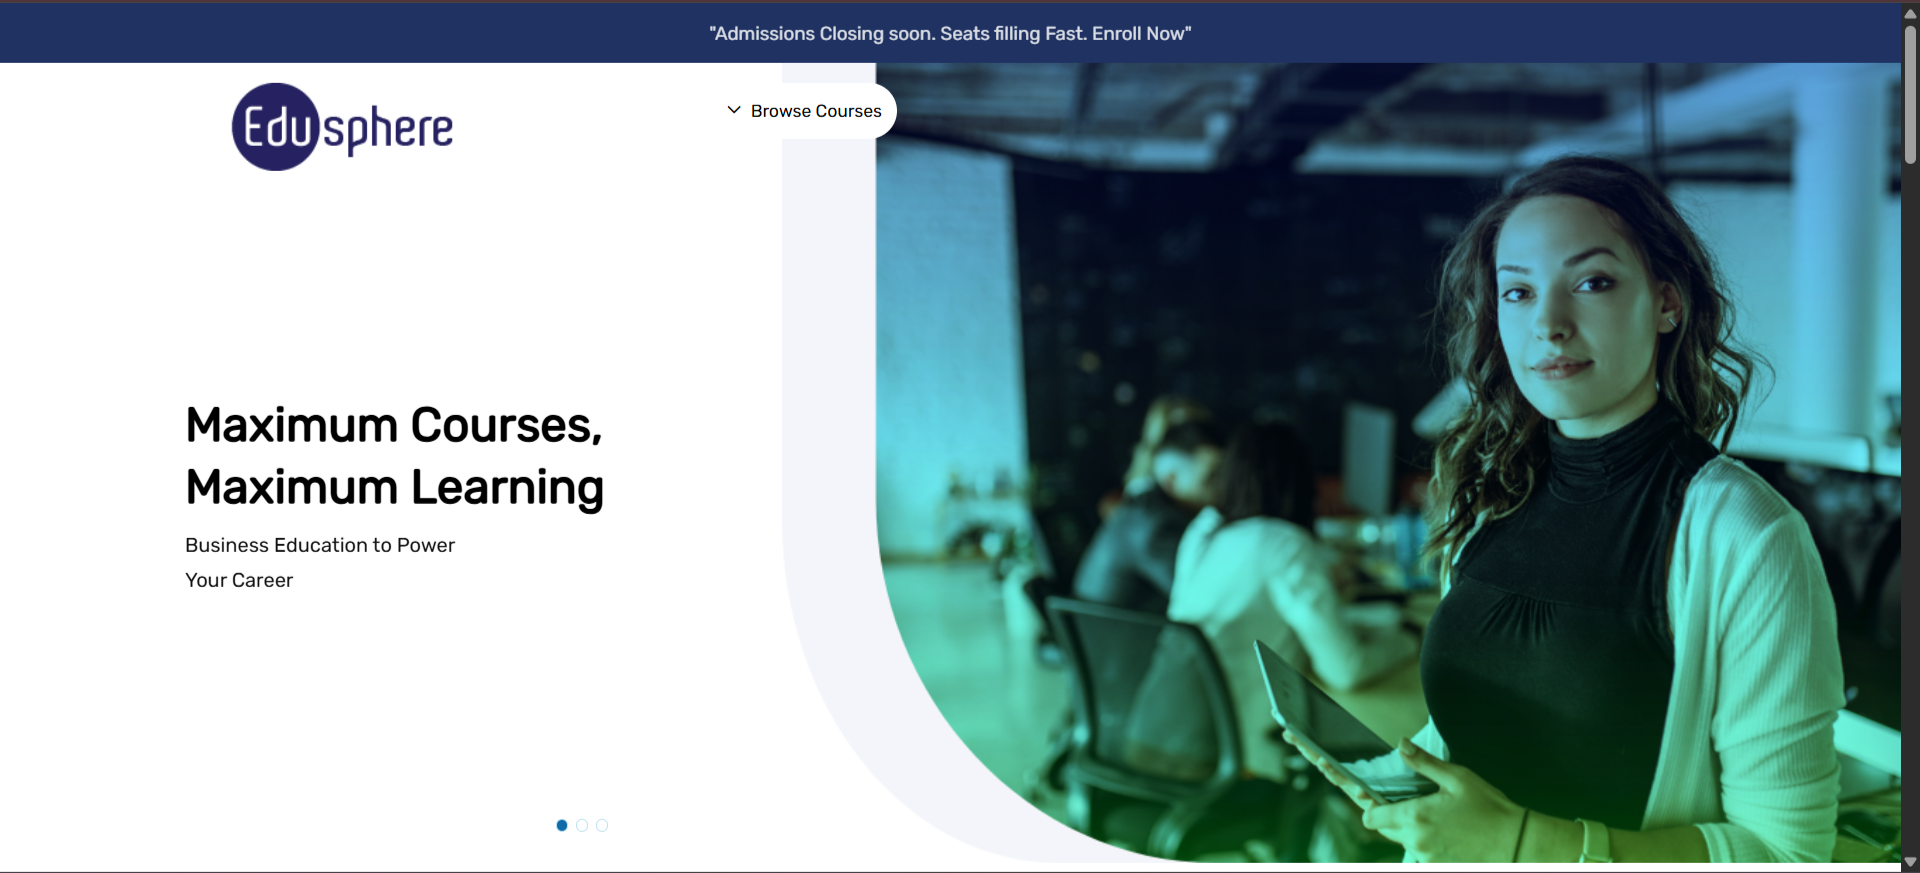 "Admissions Closing soon. Seats filling Fast. Enroll Now"
Edusphere
Browse Courses
Maximum Courses,
Maximum Learning
Business Education to Power
Your Career